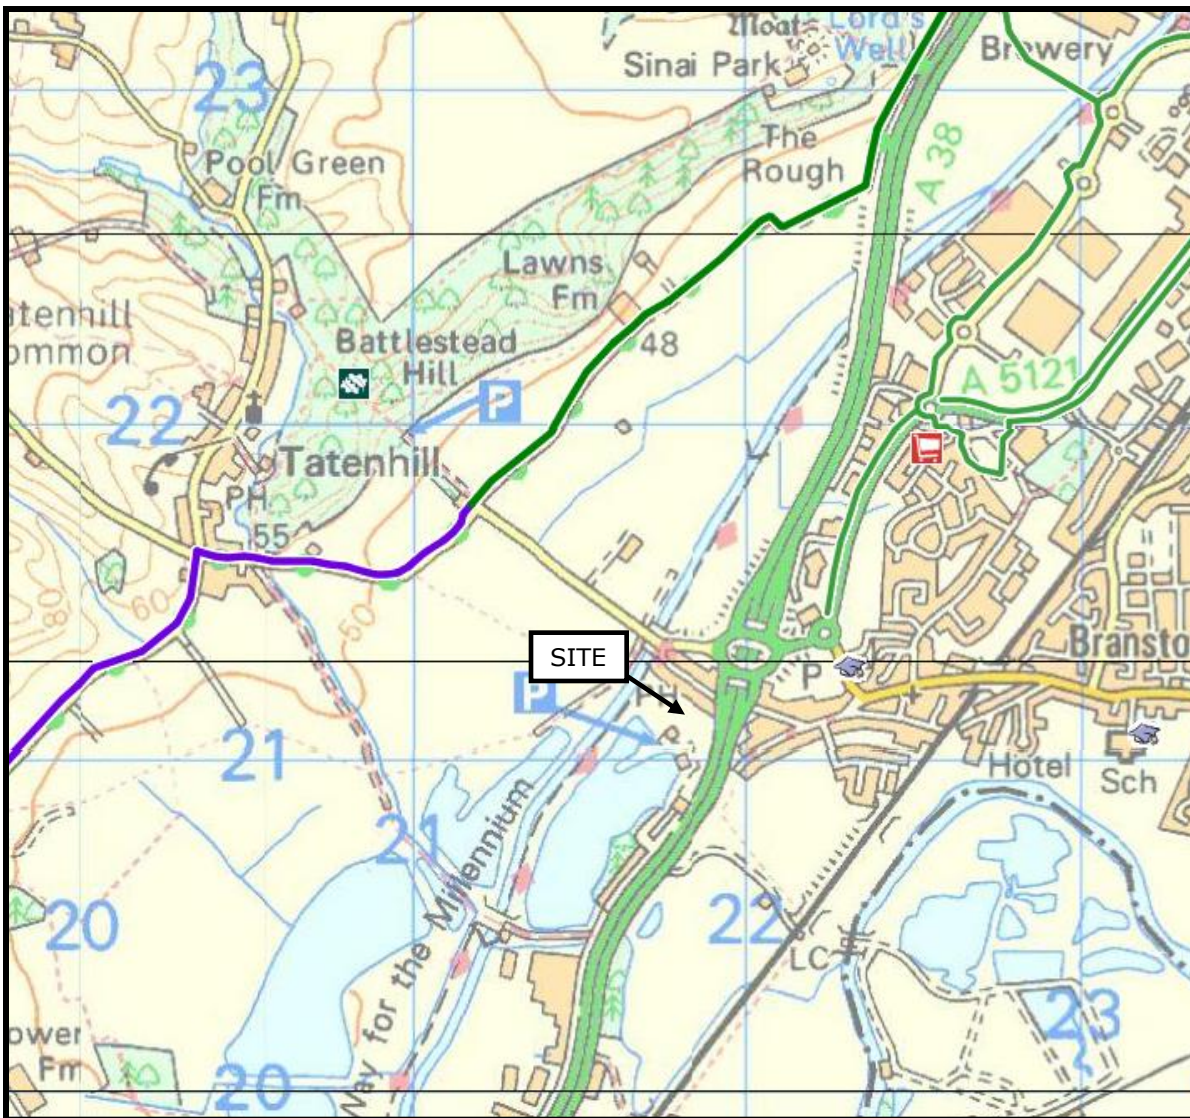 Moat
Lord's
Well
Brewery
Sinai Park
23
A 38
The
Rough
Pool Green
Fm
Lawns
Fm
atenhill
ommon
Battlestead
Hill
48
A 5121
P
22
Tatenhill
PH
55
60
50
SITE
P
P
PH
Bransto
21
Hotel
Sch
21
Way for the Millennium
20
22
LC
23
ower
Fm
20